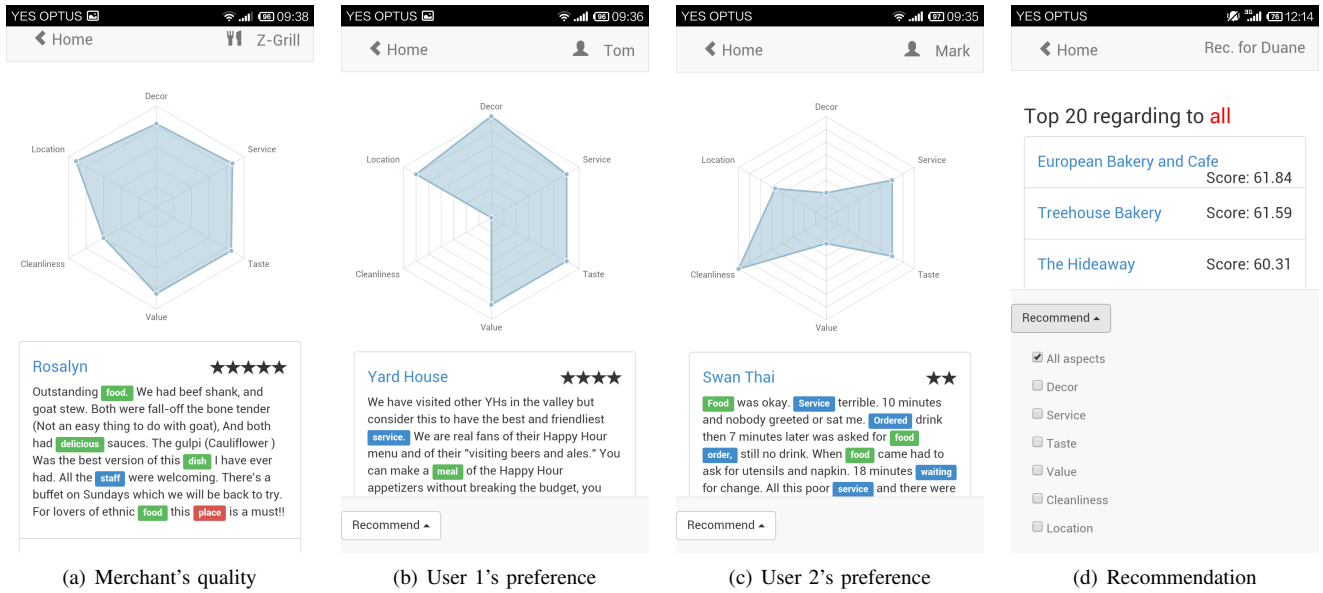 YES OPTUS 96 09:38
Home Z-Grill
Decor
Location Service
Cleanliness Taste
Value
Rosalyn
Outstanding food. We had beef shank, and
goat stew. Both were fall-off the bone tender
(Not an easy thing to do with goat), And both
had delicious sauces. The gulpi (Cauliflower )
Was the best version of this dish I have ever
had. All the staff were welcoming. There's a
buffet on Sundays which we will be back to try.
For lovers of ethnic food this place is a must!!
(a) Merchant's quality
YES OPTUS 96 09:36
Home Tom
Decor
Location Service
Cleanliness Taste
Value
Yard House
We have visited other YHs in the valley but
consider this to have the best and friendliest
service. We are real fans of their Happy Hour
menu and of their "visiting beers and ales." You
can make a meal of the Happy Hour
appetizers without breaking the budget, you
Recommend
(b) User 1's preference
YES OPTUS 97 09:35
Home Mark
Decor
Location Service
Cleanliness Taste
Value
Swan Thai
Food was okay. Service terrible. 10 minutes
and nobody greeted or sat me. Ordered drink
then 7 minutes later was asked for food
order, still no drink. When food came had to
ask for utensils and napkin. 18 minutes waiting
for change. All this poor service and there were
Recommend
(c) User 2's preference
YES OPTUS 3G 76 12:14
Home Rec. for Duane
Top 20 regarding to all
European Bakery and Cafe
Score: 61.84
Treehouse Bakery Score: 61.59
The Hideaway Score: 60.31
Recommend
All aspects
Decor
Service
Taste
Value
Cleanliness
Location
(d) Recommendation